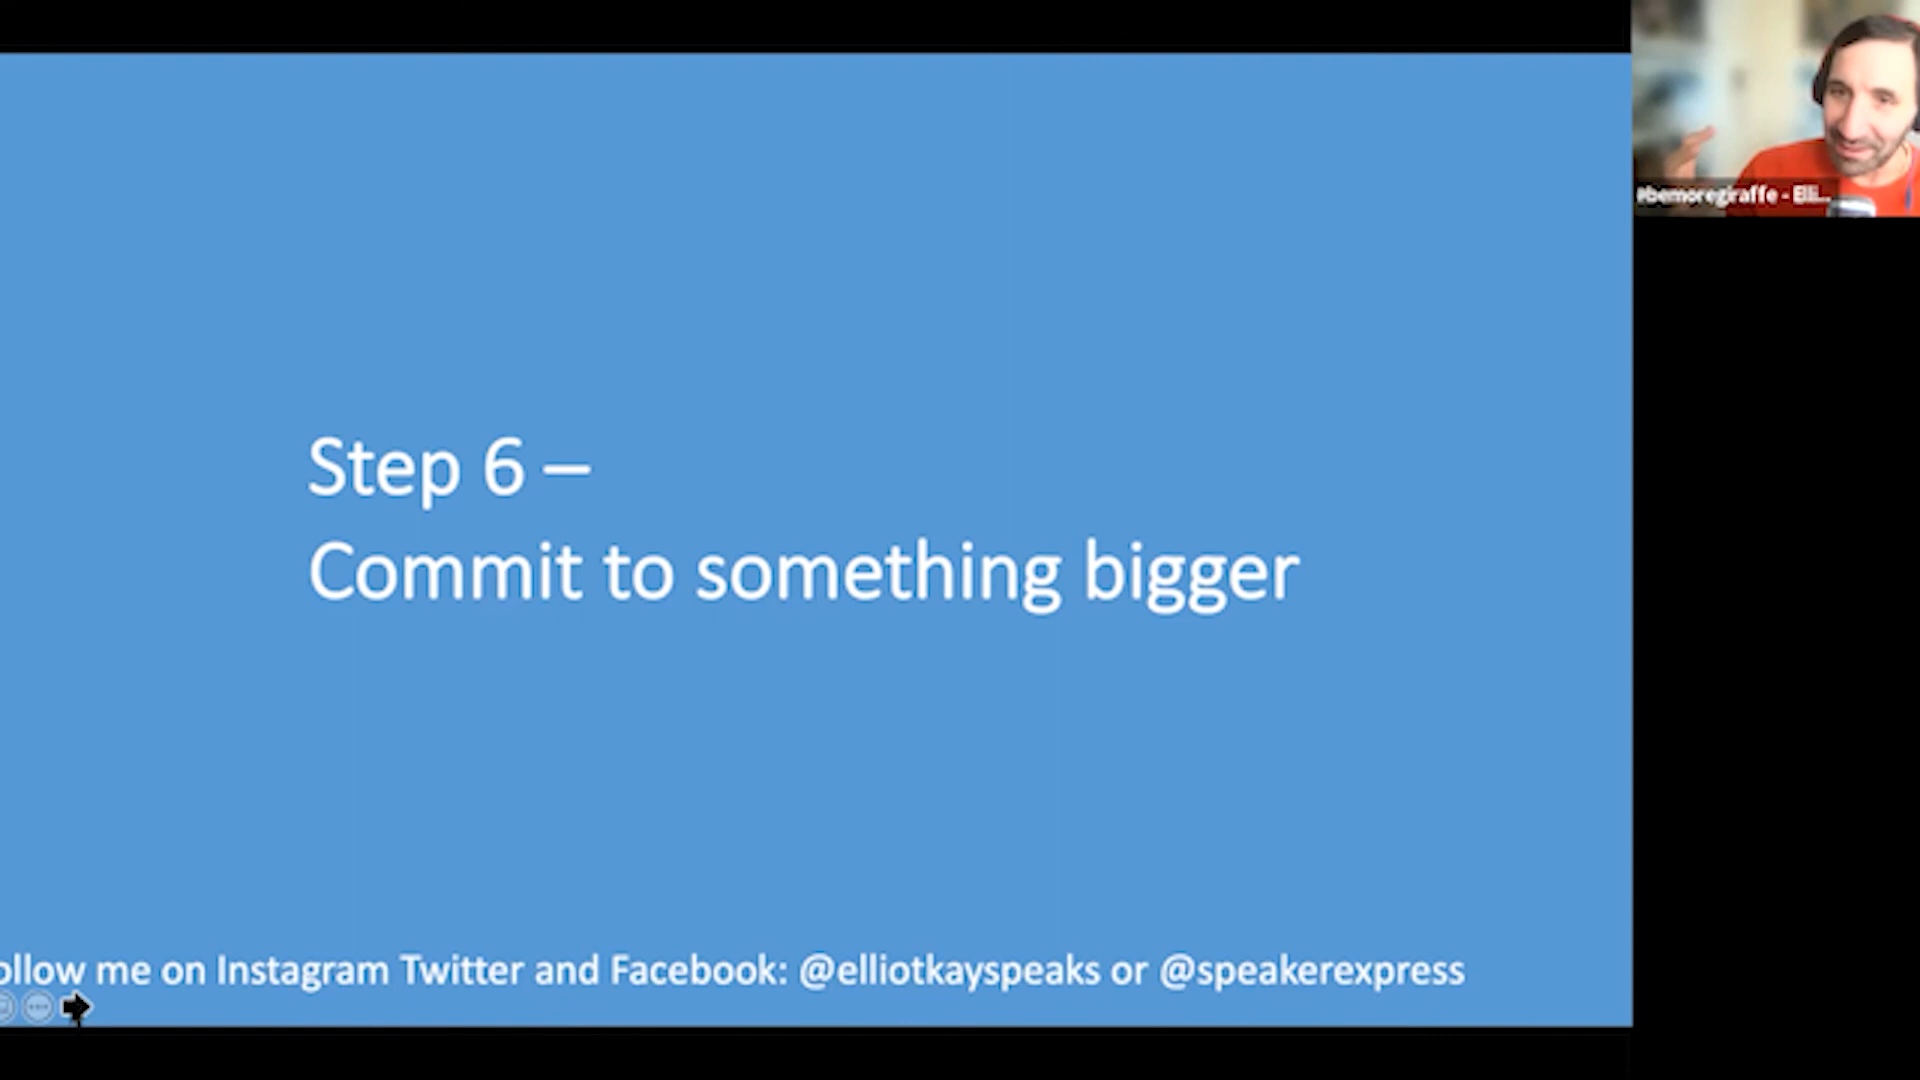 #bemoregiraffe - Elli...
Step 6 –
Commit to something bigger
ollow me on Instagram Twitter and Facebook: @elliotkayspeaks or @speakerexpress